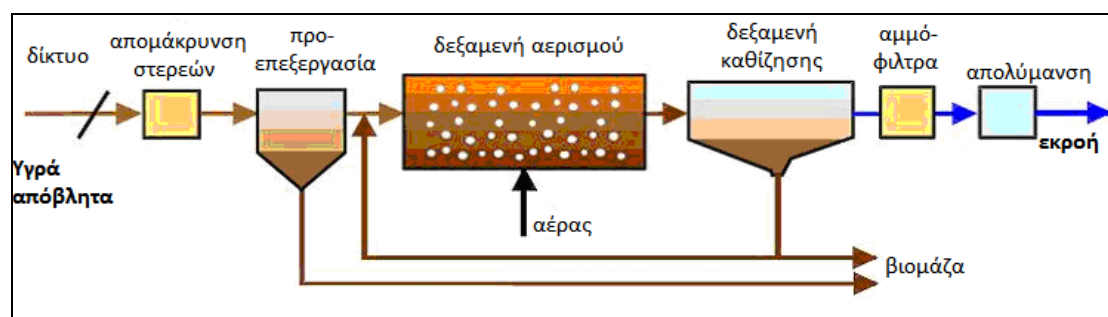 δίκτυο
απομάκρυνση
στερεών
προ-
επεξεργασία
δεξαμενή αερισμού
δεξαμενή
καθίζησης
αμμό-
φιλτρα
απολύμανση
Υγρά
απόβλητα
αέρας
εκροή
βιομάζα